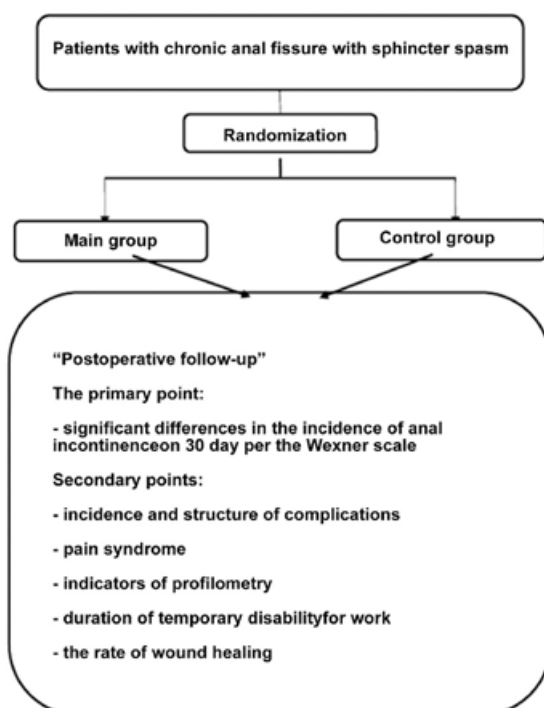 Patients with chronic anal fissure with sphincter spasm
Randomization
Main group
Control group
“Postoperative follow-up”
The primary point:
- significant differences in the incidence of anal
incontinenceon 30 day per the Wexner scale
Secondary points:
- incidence and structure of complications
- pain syndrome
- indicators of profilometry
- duration of temporary disabilityfor work
- the rate of wound healing